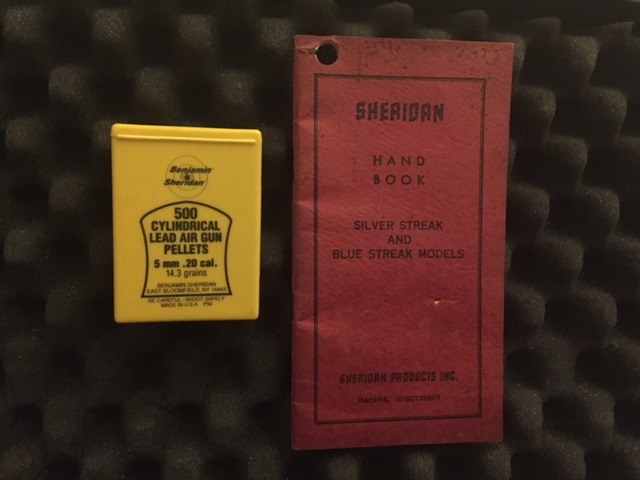 Benjamin
Sheridan
500
CYLINDRICAL
LEAD AIR GUN
PELLETS
5 mm .20 cal.
14.3 grains
BENJAMIN SHERIDAN
EAST BLOOMFIELD, NY 14443
BE CAREFUL - SHOOT SAFELY
MADE IN U.S.A. P50
SHERIDAN
HAND
BOOK
SILVER STREAK
AND
BLUE STREAK MODELS
SHERIDAN PRODUCTS INC.
RACINE, WISCONSIN